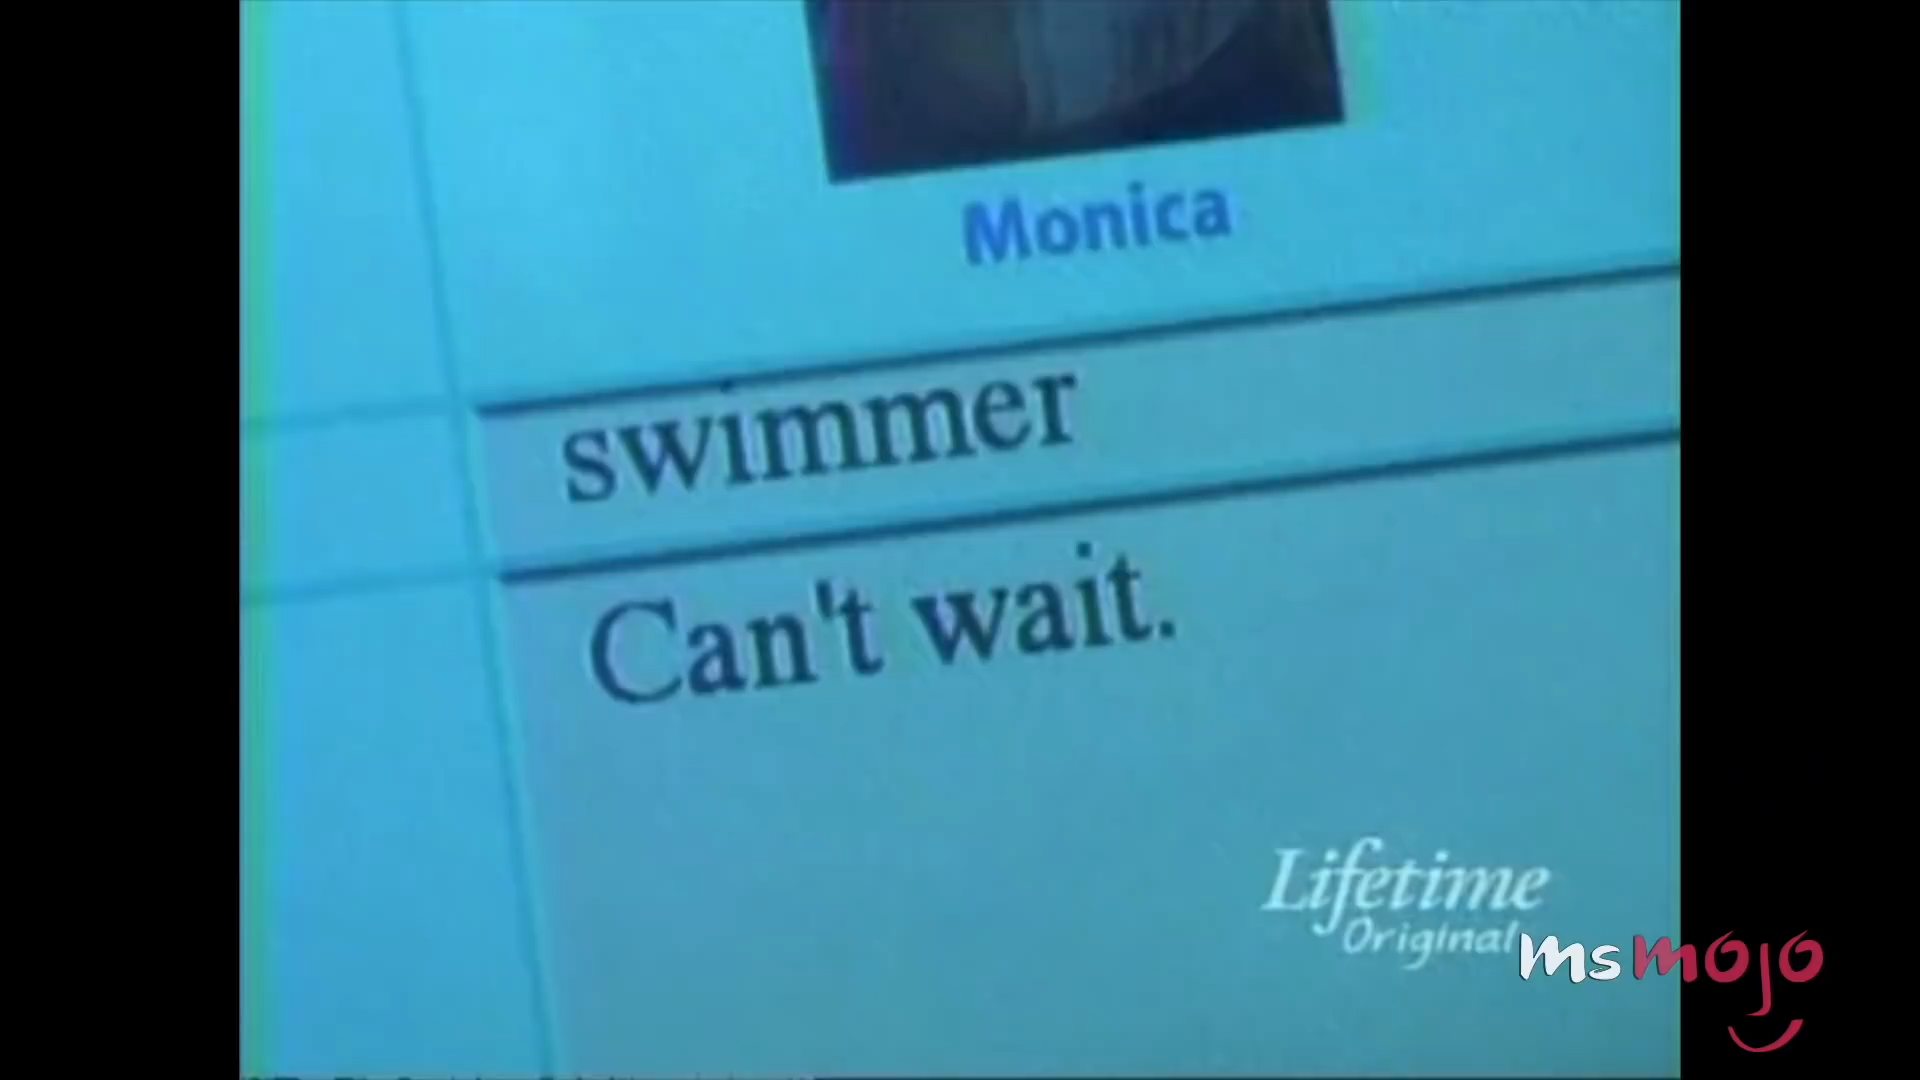 Monica
swimmer
Can't wait.
Lifetime
Original
msmojo